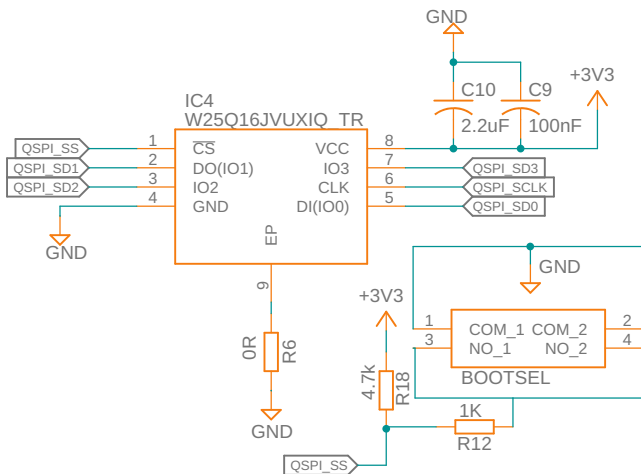 GND
C10
C9
+3V3
2.2uF
100nF
IC4
W25Q16JVUXIQ_TR
QSPI_SS
1
CS
VCC
8
QSPI_SD1
2
DO(IO1)
IO3
7
QSPI_SD3
QSPI_SD2
3
IO2
CLK
6
QSPI_SCLK
4
GND
DI(IO0)
5
QSPI_SD0
GND
EP
9
0R
R6
GND
+3V3
4.7k
R18
GND
1
COM_1
COM_2
2
3
NO_1
NO_2
4
BOOTSEL
1K
R12
QSPI_SS